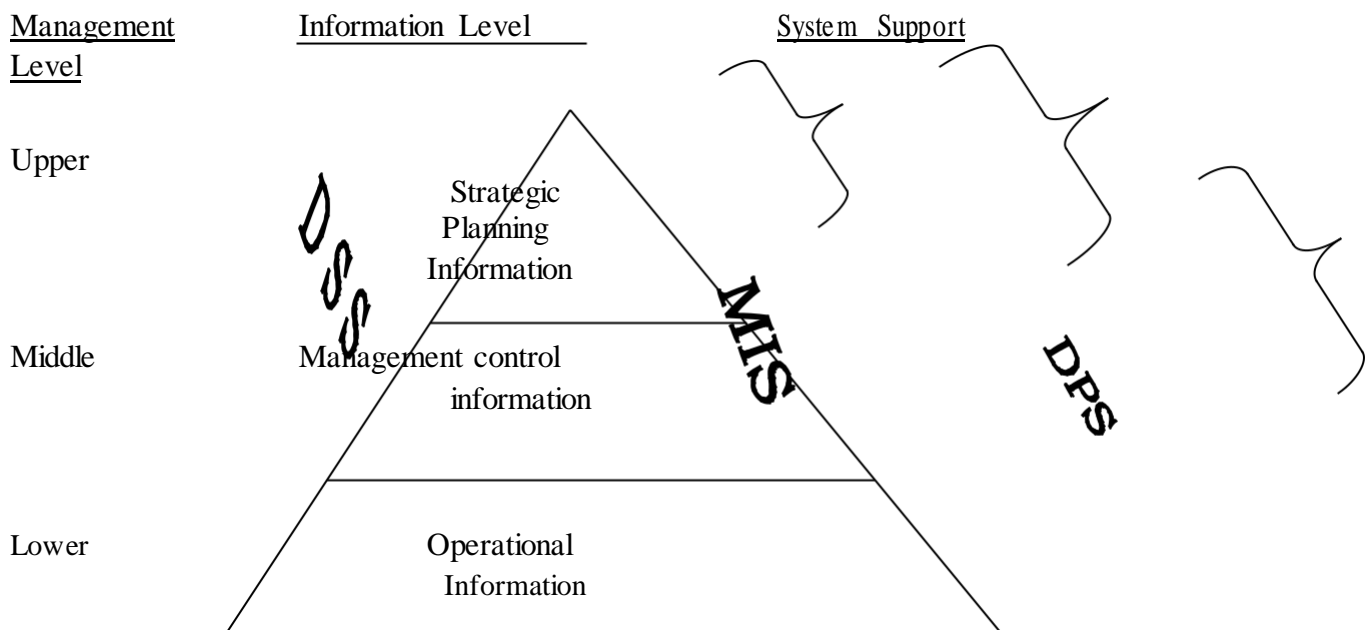 Management Information Level System Support
Level
Upper
Strategic
Planning
Information
DSS
MIS
Middle Management control
information
DPS
Lower Operational
Information